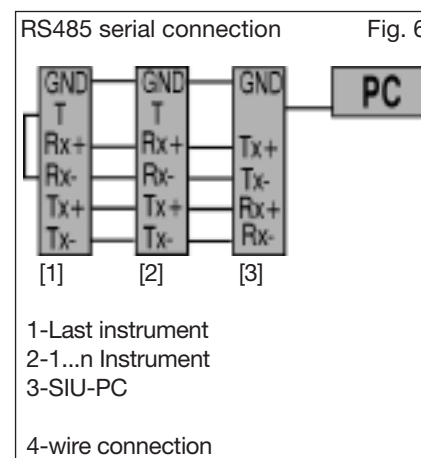 RS485 serial connection Fig. 6
GND GND GND PC
T T
Rx+ Rx+ Tx+
Rx- Rx- Tx-
Tx+ Tx+ Rx+
Tx- Tx- Rx-
[1] [2] [3]
1-Last instrument
2-1...n Instrument
3-SIU-PC
4-wire connection